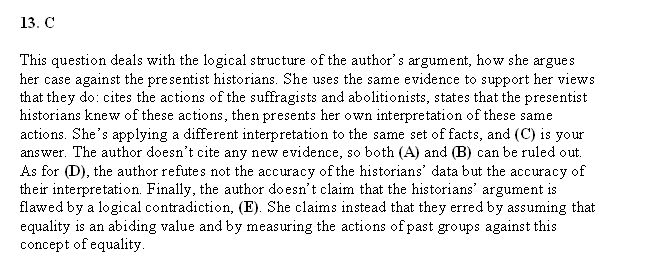 13. C
This question deals with the logical structure of the author's argument, how she argues
her case against the presentist historians. She uses the same evidence to support her views
that they do: cites the actions of the suffragists and abolitionists, states that the presentist
historians knew of these actions, then presents her own interpretation of these same
actions. She's applying a different interpretation to the same set of facts, and (C) is your
answer. The author doesn't cite any new evidence, so both (A) and (B) can be ruled out.
As for (D), the author refutes not the accuracy of the historians' data but the accuracy of
their interpretation. Finally, the author doesn't claim that the historians' argument is
flawed by a logical contradiction, (E). She claims instead that they erred by assuming that
equality is an abiding value and by measuring the actions of past groups against this
concept of equality.